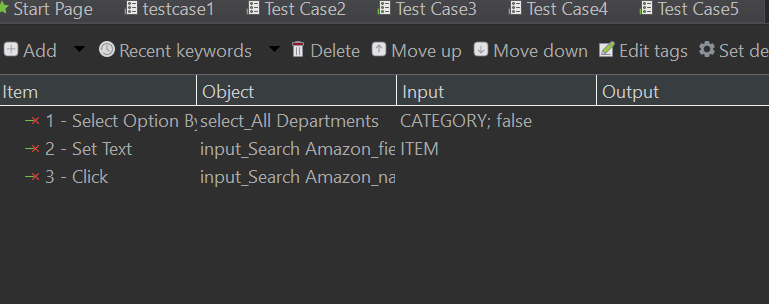 Start Page testcase1 Test Case2 Test Case3 Test Case4 Test Case5
Add Recent keywords Delete Move up Move down Edit tags Set de
Item Object Input Output
1 - Select Option By select_All Departments CATEGORY; false
2 - Set Text input_Search Amazon_fie ITEM
3 - Click input_Search Amazon_na